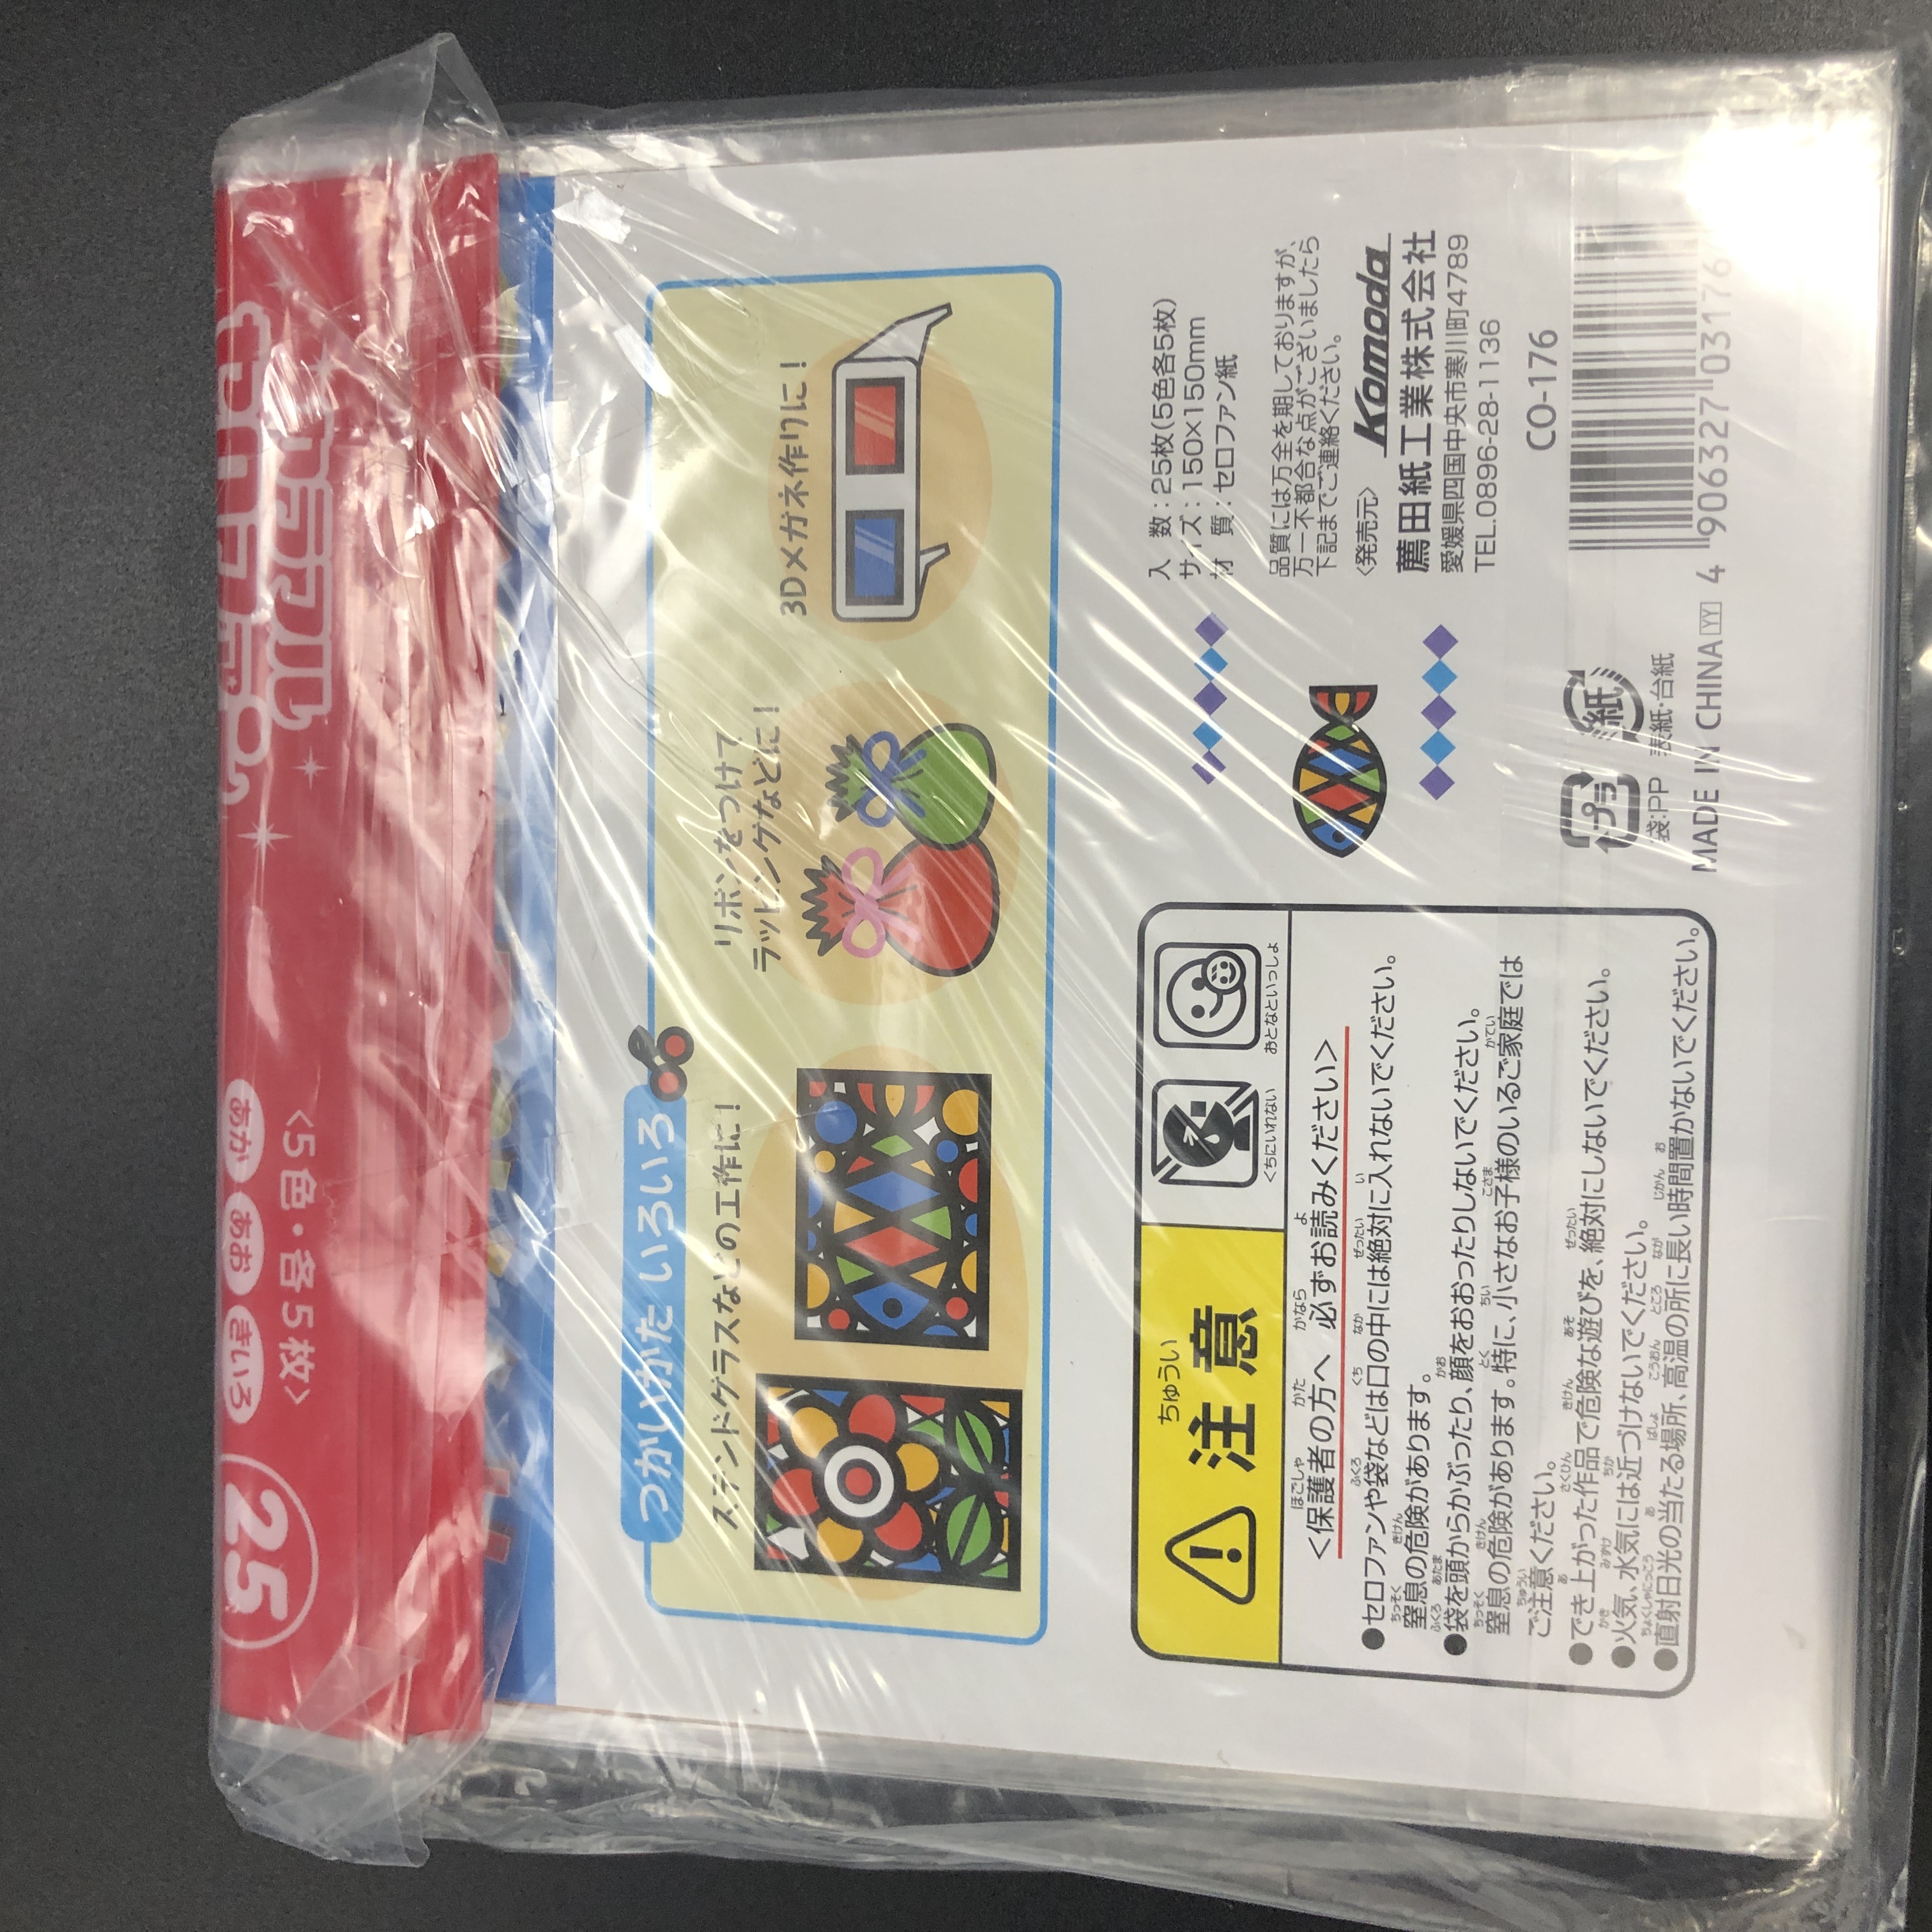 カラフル
セロファン
<5色・各5枚>
あか
あお
きいろ
25
つかいかた いろいろ
ステンドグラスなどの工作に！
リボンをつけて
ラッピングなどに！
3Dメガネ作りに！
注意
ちゅうい
くちにいれない
おとなといっしょ
<保護者の方へ 必ずお読みください>
●セロファンや袋などは口の中には絶対に入れないでください。
窒息の危険があります。
●袋を頭からかぶったり、顔をおおったりしないでください。
窒息の危険があります。特に、小さなお子様のいるご家庭では
ご注意ください。
●でき上がった作品で危険な遊びを、絶対にしないでください。
●火気、水気には近づけないでください。
●直射日光の当たる場所、高温の所に長い時間置かないでください。
入 数：25枚(5色各5枚)
サイズ：150×150mm
材 質：セロファン紙
品質には万全を期しておりますが、
万一不都合な点がございましたら
下記までご連絡ください。
<発売元> Komoda
薦田紙工業株式会社
愛媛県四国中央市寒川町4789
TEL.0896-28-1136
CO-176
プラ
紙
袋:PP 表紙・台紙
MADE IN CHINA YY
4 906327 03176